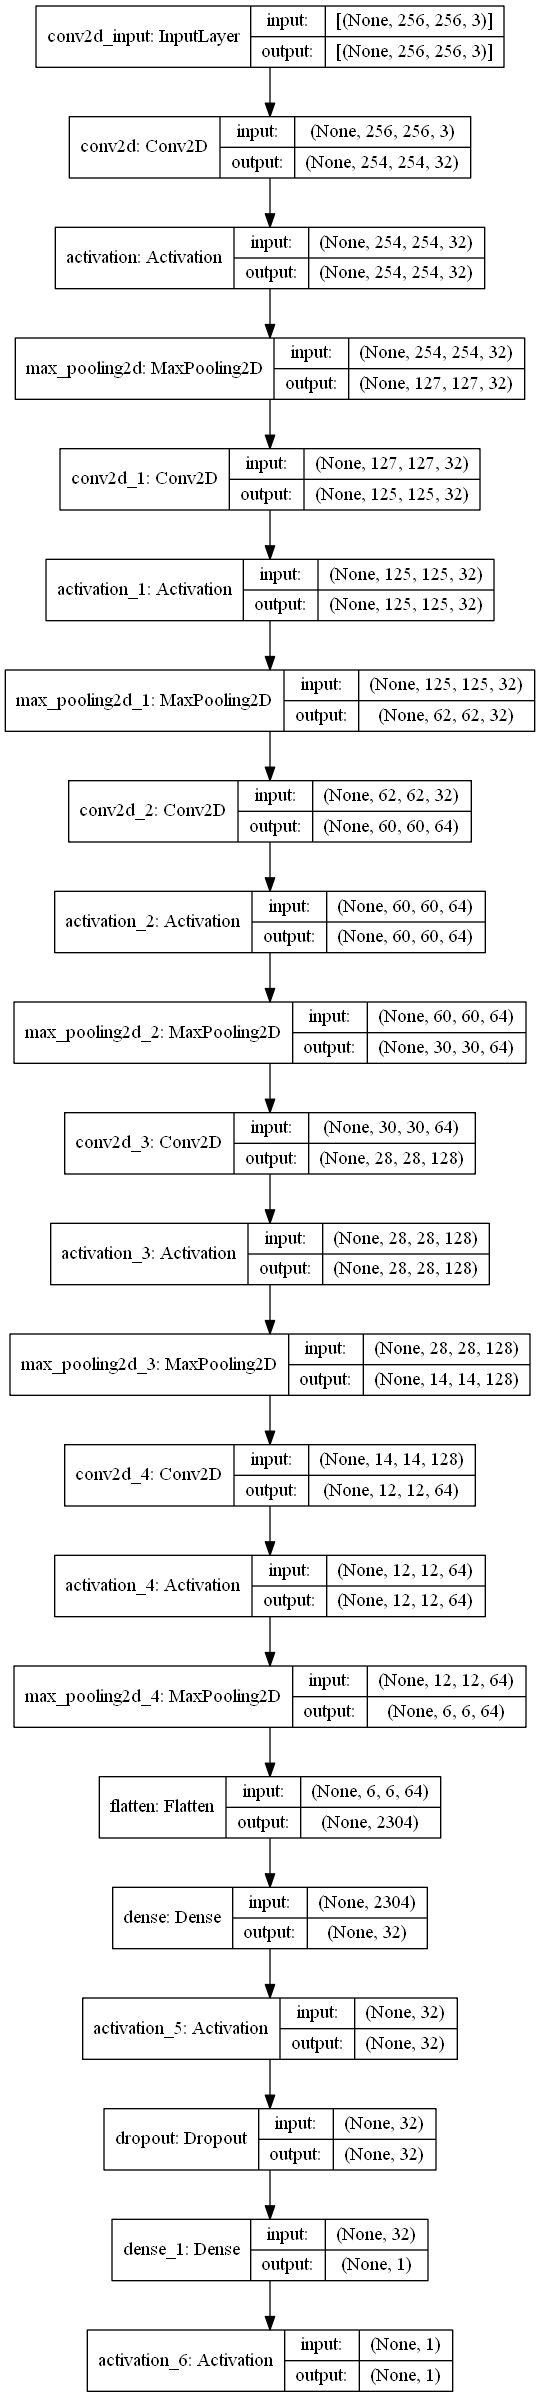 conv2d_input: InputLayer
input:
[(None, 256, 256, 3)]
output:
[(None, 256, 256, 3)]
conv2d: Conv2D
input:
(None, 256, 256, 3)
output:
(None, 254, 254, 32)
activation: Activation
input:
(None, 254, 254, 32)
output:
(None, 254, 254, 32)
max_pooling2d: MaxPooling2D
input:
(None, 254, 254, 32)
output:
(None, 127, 127, 32)
conv2d_1: Conv2D
input:
(None, 127, 127, 32)
output:
(None, 125, 125, 32)
activation_1: Activation
input:
(None, 125, 125, 32)
output:
(None, 125, 125, 32)
max_pooling2d_1: MaxPooling2D
input:
(None, 125, 125, 32)
output:
(None, 62, 62, 32)
conv2d_2: Conv2D
input:
(None, 62, 62, 32)
output:
(None, 60, 60, 64)
activation_2: Activation
input:
(None, 60, 60, 64)
output:
(None, 60, 60, 64)
max_pooling2d_2: MaxPooling2D
input:
(None, 60, 60, 64)
output:
(None, 30, 30, 64)
conv2d_3: Conv2D
input:
(None, 30, 30, 64)
output:
(None, 28, 28, 128)
activation_3: Activation
input:
(None, 28, 28, 128)
output:
(None, 28, 28, 128)
max_pooling2d_3: MaxPooling2D
input:
(None, 28, 28, 128)
output:
(None, 14, 14, 128)
conv2d_4: Conv2D
input:
(None, 14, 14, 128)
output:
(None, 12, 12, 64)
activation_4: Activation
input:
(None, 12, 12, 64)
output:
(None, 12, 12, 64)
max_pooling2d_4: MaxPooling2D
input:
(None, 12, 12, 64)
output:
(None, 6, 6, 64)
flatten: Flatten
input:
(None, 6, 6, 64)
output:
(None, 2304)
dense: Dense
input:
(None, 2304)
output:
(None, 32)
activation_5: Activation
input:
(None, 32)
output:
(None, 32)
dropout: Dropout
input:
(None, 32)
output:
(None, 32)
dense_1: Dense
input:
(None, 32)
output:
(None, 1)
activation_6: Activation
input:
(None, 1)
output:
(None, 1)